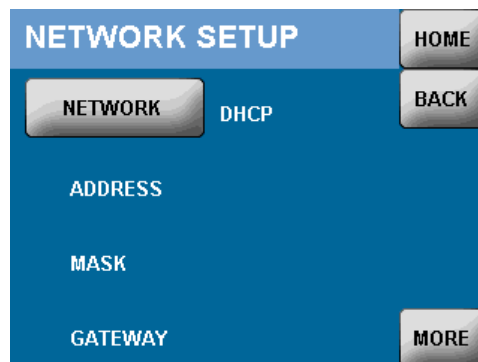 NETWORK SETUP
HOME
NETWORK
DHCP
BACK
ADDRESS
MASK
GATEWAY
MORE